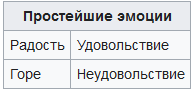 Простейшие эмоции
Радость Удовольствие
Горе Неудовольствие